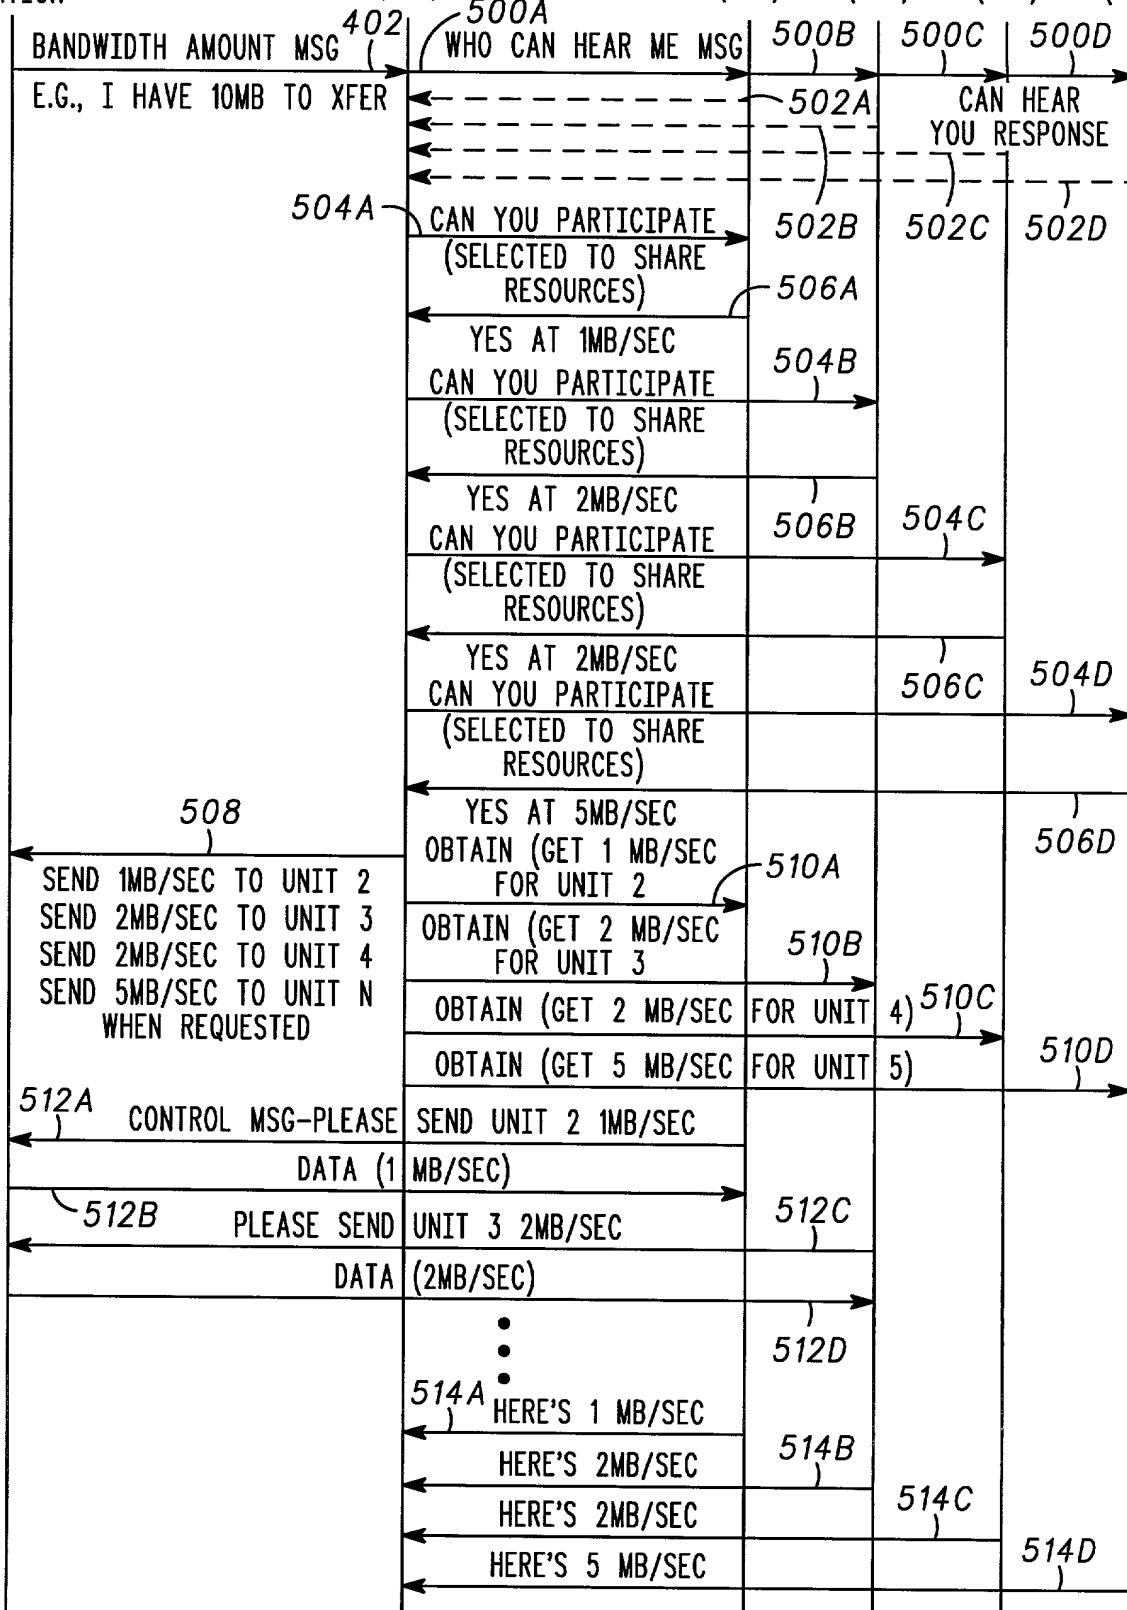 402
500A
BANDWIDTH AMOUNT MSG
WHO CAN HEAR ME MSG
500B
500C
500D
E.G., I HAVE 10MB TO XFER
502A
CAN HEAR
YOU RESPONSE
504A
CAN YOU PARTICIPATE
502B
502C
502D
(SELECTED TO SHARE
RESOURCES)
506A
YES AT 1MB/SEC
504B
CAN YOU PARTICIPATE
(SELECTED TO SHARE
RESOURCES)
YES AT 2MB/SEC
506B
504C
CAN YOU PARTICIPATE
(SELECTED TO SHARE
RESOURCES)
YES AT 2MB/SEC
506C
504D
CAN YOU PARTICIPATE
(SELECTED TO SHARE
RESOURCES)
YES AT 5MB/SEC
506D
508
OBTAIN (GET 1 MB/SEC
FOR UNIT 2
510A
SEND 1MB/SEC TO UNIT 2
SEND 2MB/SEC TO UNIT 3
SEND 2MB/SEC TO UNIT 4
SEND 5MB/SEC TO UNIT N
WHEN REQUESTED
OBTAIN (GET 2 MB/SEC
FOR UNIT 3
510B
OBTAIN (GET 2 MB/SEC FOR UNIT 4)
510C
OBTAIN (GET 5 MB/SEC FOR UNIT 5)
510D
512A
CONTROL MSG-PLEASE SEND UNIT 2 1MB/SEC
DATA (1 MB/SEC)
512B
512C
PLEASE SEND UNIT 3 2MB/SEC
DATA (2MB/SEC)
512D
514A
HERE'S 1 MB/SEC
514B
HERE'S 2MB/SEC
514C
HERE'S 2MB/SEC
514D
HERE'S 5 MB/SEC